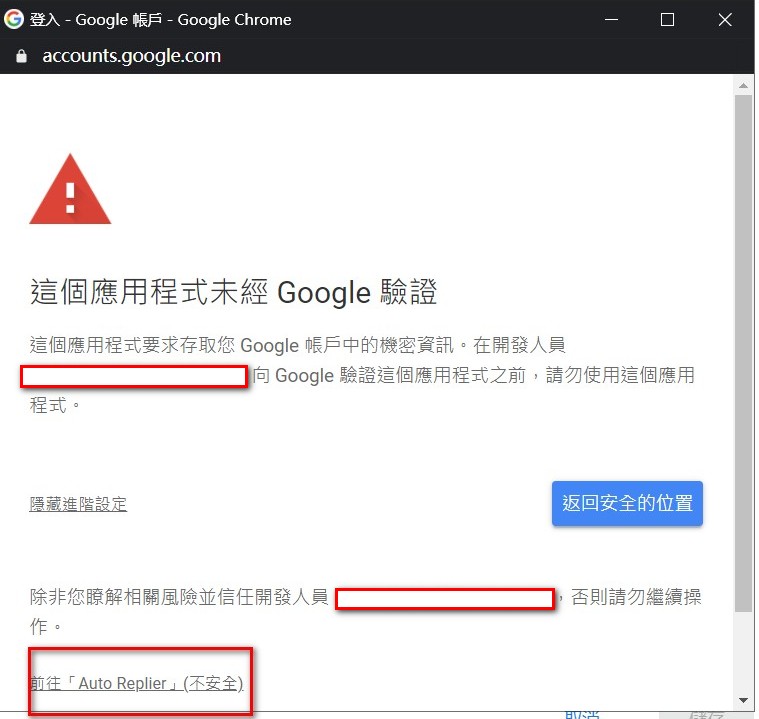 登入 - Google 帳戶 - Google Chrome
accounts.google.com
這個應用程式未經 Google 驗證
這個應用程式要求存取您 Google 帳戶中的機密資訊。在開發人員
向 Google 驗證這個應用程式之前，請勿使用這個應用
程式。
隱藏進階設定
返回安全的位置
除非您瞭解相關風險並信任開發人員 ，否則請勿繼續操
作。
前往「Auto Replier」(不安全)
取消
儲存